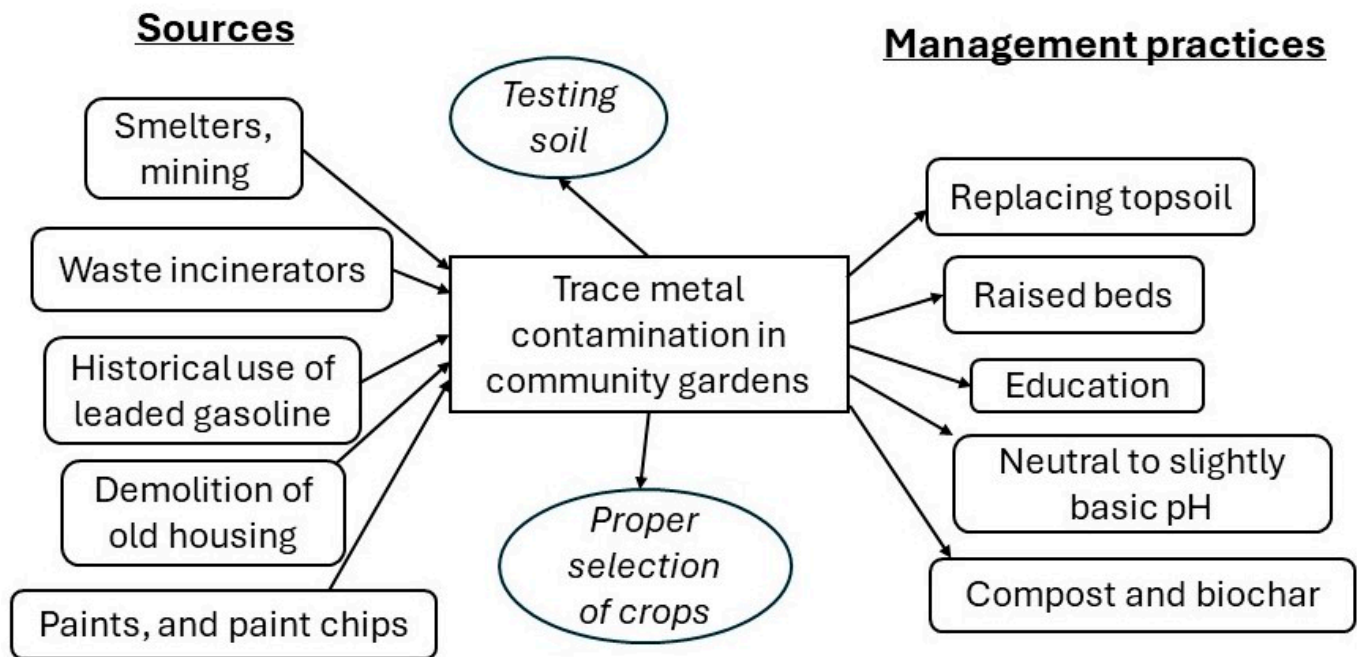 Sources
Management practices
Testing
soil
Smelters,
mining
Waste incinerators
Historical use of
leaded gasoline
Demolition of
old housing
Paints, and paint chips
Trace metal
contamination in
community gardens
Proper
selection
of crops
Replacing topsoil
Raised beds
Education
Neutral to slightly
basic pH
Compost and biochar